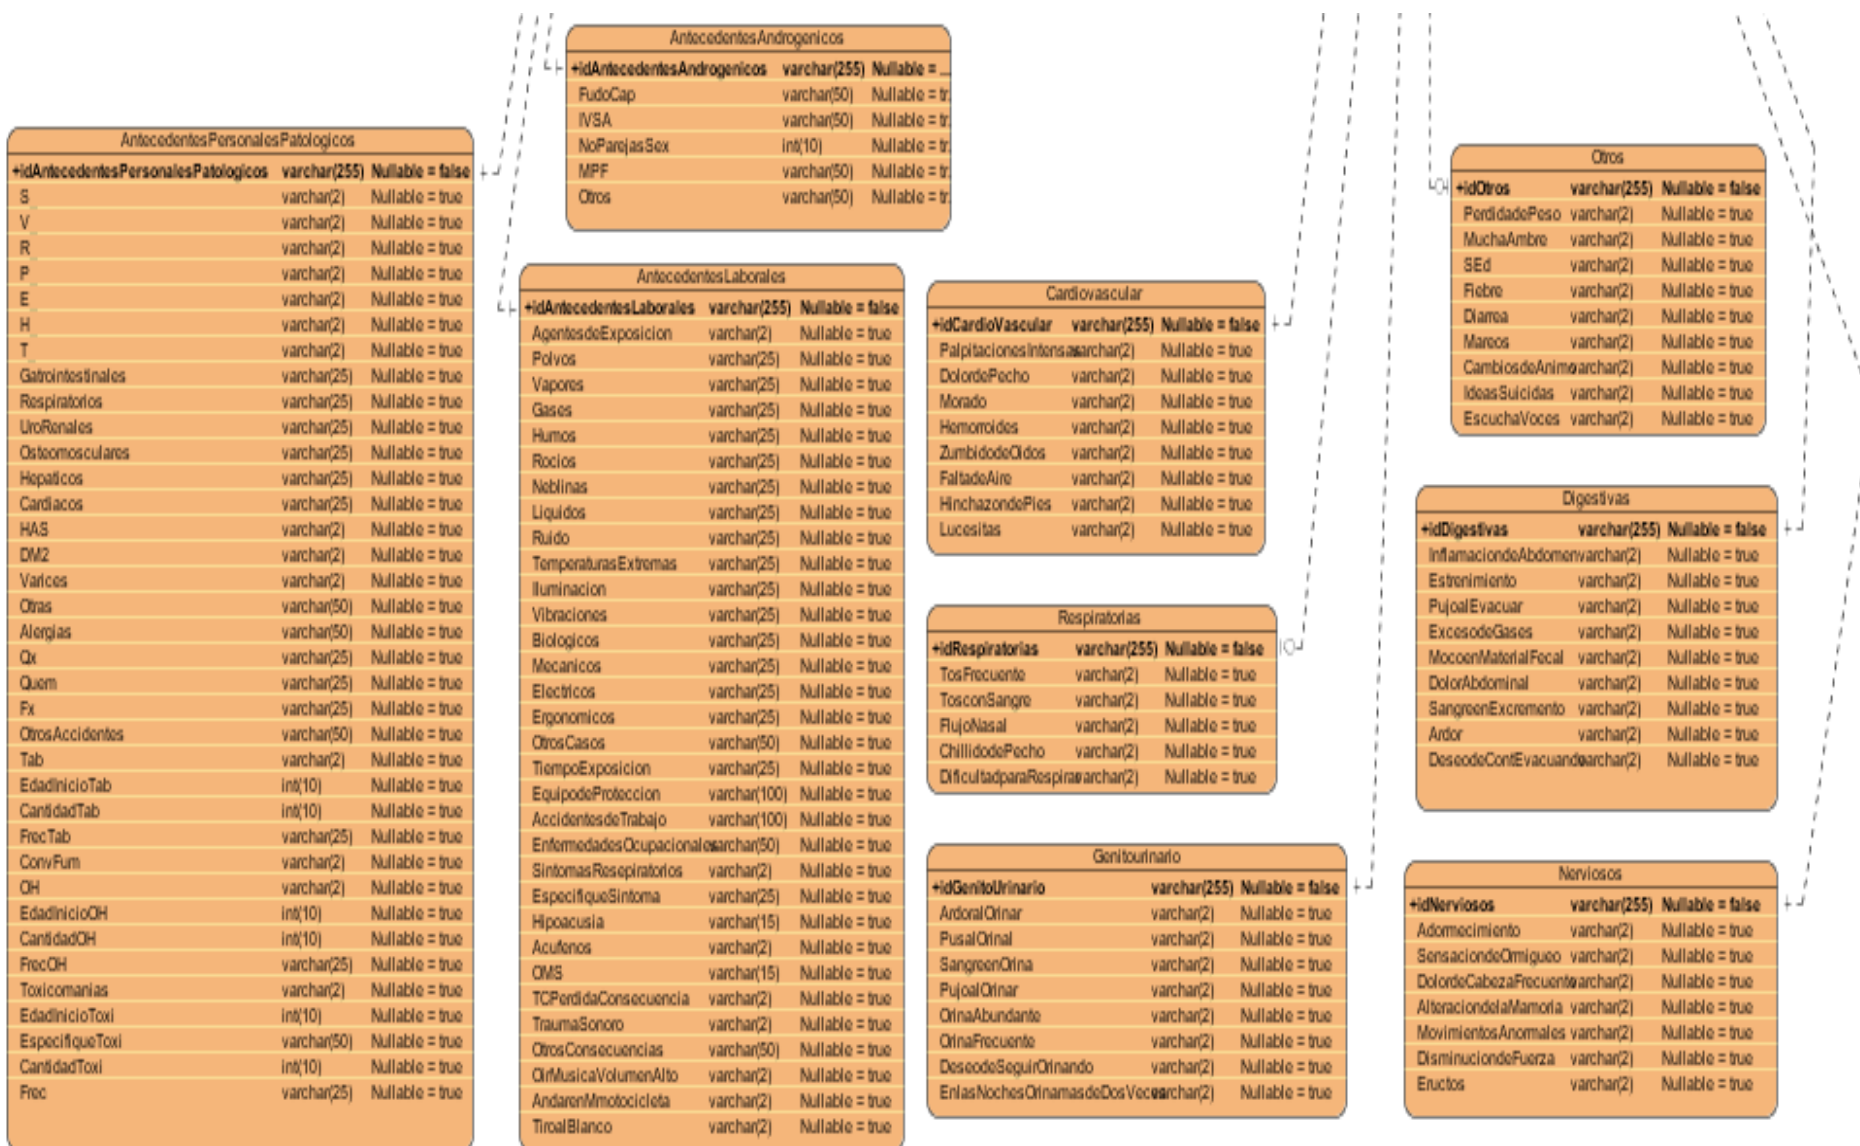 AntecedentesAndrogenicos
+idAntecedentesAndrogenicos varchar(255) Nullable = ...
FudoCap varchar(50) Nullable = tr.
IVSA varchar(50) Nullable = tr.
NoParejasSex int(10) Nullable = tr.
MPF varchar(50) Nullable = tr.
Otros varchar(50) Nullable = tr.
AntecedentesPersonalesPatologicos
+idAntecedentesPersonalesPatologicos varchar(255) Nullable = false
S_ varchar(2) Nullable = true
V_ varchar(2) Nullable = true
R_ varchar(2) Nullable = true
P_ varchar(2) Nullable = true
E_ varchar(2) Nullable = true
H_ varchar(2) Nullable = true
T_ varchar(2) Nullable = true
Gatrointestinales varchar(25) Nullable = true
Respiratorios varchar(25) Nullable = true
UroRenales varchar(25) Nullable = true
Osteomosculares varchar(25) Nullable = true
Hepaticos varchar(25) Nullable = true
Cardiacos varchar(25) Nullable = true
HAS varchar(2) Nullable = true
DM2 varchar(2) Nullable = true
Varices varchar(2) Nullable = true
Otras varchar(50) Nullable = true
Alergias varchar(50) Nullable = true
Qx varchar(25) Nullable = true
Quem varchar(25) Nullable = true
Fx varchar(25) Nullable = true
OtrosAccidentes varchar(50) Nullable = true
Tab varchar(2) Nullable = true
EdadInicioTab int(10) Nullable = true
CantidadTab int(10) Nullable = true
FrecTab varchar(25) Nullable = true
ConvFum varchar(2) Nullable = true
OH varchar(2) Nullable = true
EdadInicioOH int(10) Nullable = true
CantidadOH int(10) Nullable = true
FrecOH varchar(25) Nullable = true
Toxicomanias varchar(2) Nullable = true
EdadInicioToxi int(10) Nullable = true
EspecifiqueToxi varchar(50) Nullable = true
CantidadToxi int(10) Nullable = true
Frec varchar(25) Nullable = true
AntecedentesLaborales
+idAntecedentesLaborales varchar(255) Nullable = false
AgentesdeExposicion varchar(2) Nullable = true
Polvos varchar(25) Nullable = true
Vapores varchar(25) Nullable = true
Gases varchar(25) Nullable = true
Humos varchar(25) Nullable = true
Rocios varchar(25) Nullable = true
Neblinas varchar(25) Nullable = true
Liquidos varchar(25) Nullable = true
Ruido varchar(25) Nullable = true
TemperaturasExtremas varchar(25) Nullable = true
Iluminacion varchar(25) Nullable = true
Vibraciones varchar(25) Nullable = true
Biologicos varchar(25) Nullable = true
Mecanicos varchar(25) Nullable = true
Electricos varchar(25) Nullable = true
Ergonomicos varchar(25) Nullable = true
OtrosCasos varchar(50) Nullable = true
TiempoExposicion varchar(25) Nullable = true
EquipodeProteccion varchar(100) Nullable = true
AccidentesdeTrabajo varchar(100) Nullable = true
EnfermedadesOcupacionales varchar(50) Nullable = true
SintomasResepiratorios varchar(2) Nullable = true
EspecifiqueSintoma varchar(25) Nullable = true
Hipoacusia varchar(15) Nullable = true
Acufenos varchar(2) Nullable = true
OMS varchar(15) Nullable = true
TCPerdidaConsecuencia varchar(2) Nullable = true
TraumaSonoro varchar(2) Nullable = true
OtrosConsecuencias varchar(50) Nullable = true
OirMusicaVolumenAlto varchar(2) Nullable = true
AndarenMmotocicleta varchar(2) Nullable = true
TiroalBlanco varchar(2) Nullable = true
Cardiovascular
+idCardioVascular varchar(255) Nullable = false
PalpitacionesIntensas varchar(2) Nullable = true
DolordePecho varchar(2) Nullable = true
Morado varchar(2) Nullable = true
Hemorroides varchar(2) Nullable = true
ZumbidodeOidos varchar(2) Nullable = true
FaltadeAire varchar(2) Nullable = true
HinchazondePies varchar(2) Nullable = true
Lucesitas varchar(2) Nullable = true
Respiratorias
+idRespiratorias varchar(255) Nullable = false
TosFrecuente varchar(2) Nullable = true
TosconSangre varchar(2) Nullable = true
FlujoNasal varchar(2) Nullable = true
ChillidodePecho varchar(2) Nullable = true
DificultadparaRespirar varchar(2) Nullable = true
Genitourinario
+idGenitoUrinario varchar(255) Nullable = false
ArdoralOrinar varchar(2) Nullable = true
PusalOrinal varchar(2) Nullable = true
SangreenOrina varchar(2) Nullable = true
PujoalOrinar varchar(2) Nullable = true
OrinaAbundante varchar(2) Nullable = true
OrinaFrecuente varchar(2) Nullable = true
DeseodeSeguirOrinando varchar(2) Nullable = true
EnlasNochesOrinamasdeDosVeces varchar(2) Nullable = true
Otros
+idOtros varchar(255) Nullable = false
PerdidadePeso varchar(2) Nullable = true
MuchaAmbre varchar(2) Nullable = true
SEd varchar(2) Nullable = true
Fiebre varchar(2) Nullable = true
Diarrea varchar(2) Nullable = true
Mareos varchar(2) Nullable = true
CambiosdeAnimo varchar(2) Nullable = true
IdeasSuicidas varchar(2) Nullable = true
EscuchaVoces varchar(2) Nullable = true
Digestivas
+idDigestivas varchar(255) Nullable = false
InflamaciondeAbdomen varchar(2) Nullable = true
Estrenimiento varchar(2) Nullable = true
PujoalEvacuar varchar(2) Nullable = true
ExcesodeGases varchar(2) Nullable = true
MocoenMaterialFecal varchar(2) Nullable = true
DolorAbdominal varchar(2) Nullable = true
SangreenExcremento varchar(2) Nullable = true
Ardor varchar(2) Nullable = true
DeseodeContEvacuando varchar(2) Nullable = true
Nerviosos
+idNerviosos varchar(255) Nullable = false
Adormecimiento varchar(2) Nullable = true
SensaciondeOrmigueo varchar(2) Nullable = true
DolordeCabezaFrecuente varchar(2) Nullable = true
AlteraciondelaMamoria varchar(2) Nullable = true
MovimientosAnormales varchar(2) Nullable = true
DisminuciondeFuerza varchar(2) Nullable = true
Eructos varchar(2) Nullable = true